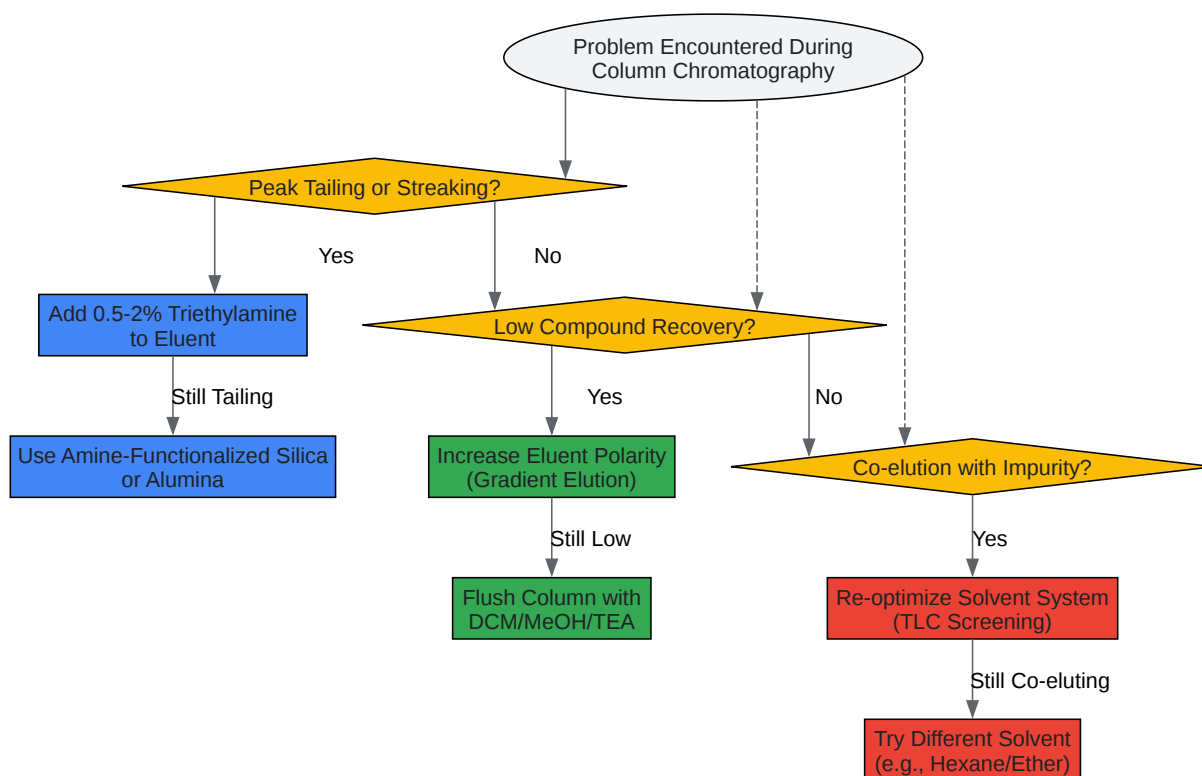 Problem Encountered During
Column Chromatography
Peak Tailing or Streaking?
Yes
No
Add 0.5-2% Triethylamine
to Eluent
Low Compound Recovery?
Still Tailing
Yes
No
Use Amine-Functionalized Silica
or Alumina
Increase Eluent Polarity
(Gradient Elution)
Co-elution with Impurity?
Still Low
Yes
Flush Column with
DCM/MeOH/TEA
Re-optimize Solvent System
(TLC Screening)
Still Co-eluting
Try Different Solvent
(e.g., Hexane/Ether)